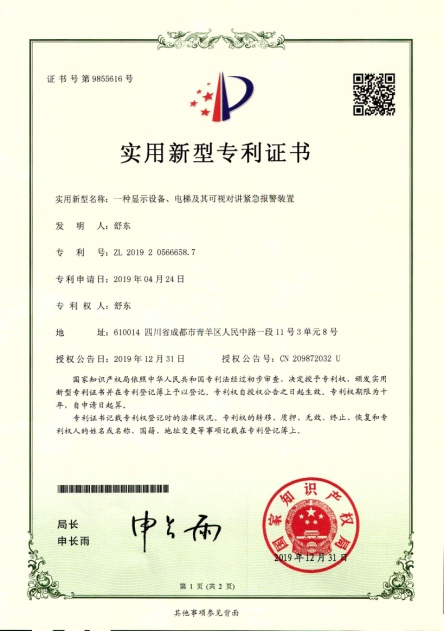 证书号第9855616号
实用新型专利证书
实用新型名称：一种显示设备、电梯及其可视对讲紧急报警装置
发 明 人：舒东
专 利 号：ZL 2019 2 0566658.7
专利申请日：2019年04月24日
专 利 权 人：舒东
地 址：610014 四川省成都市青羊区人民中路一段11号3单元8号
授权公告日：2019年12月31日 授权公告号：CN 209872032 U
国家知识产权局依照中华人民共和国专利法经过初步审查，决定授予专利权，颁发实用
新型专利证书并在专利登记簿上予以登记。专利权自授权公告之日起生效。专利权期限为十
年，自申请日起算。
专利证书记载专利权登记时的法律状况。专利权的转移、质押、无效、终止、恢复和专
利权人的姓名或名称、国籍、地址变更等事项记载在专利登记簿上。
局长
申长雨
申长雨
国家知识产权局
2019年12月31日
第 1 页 (共 2 页)
其他事项参见背面